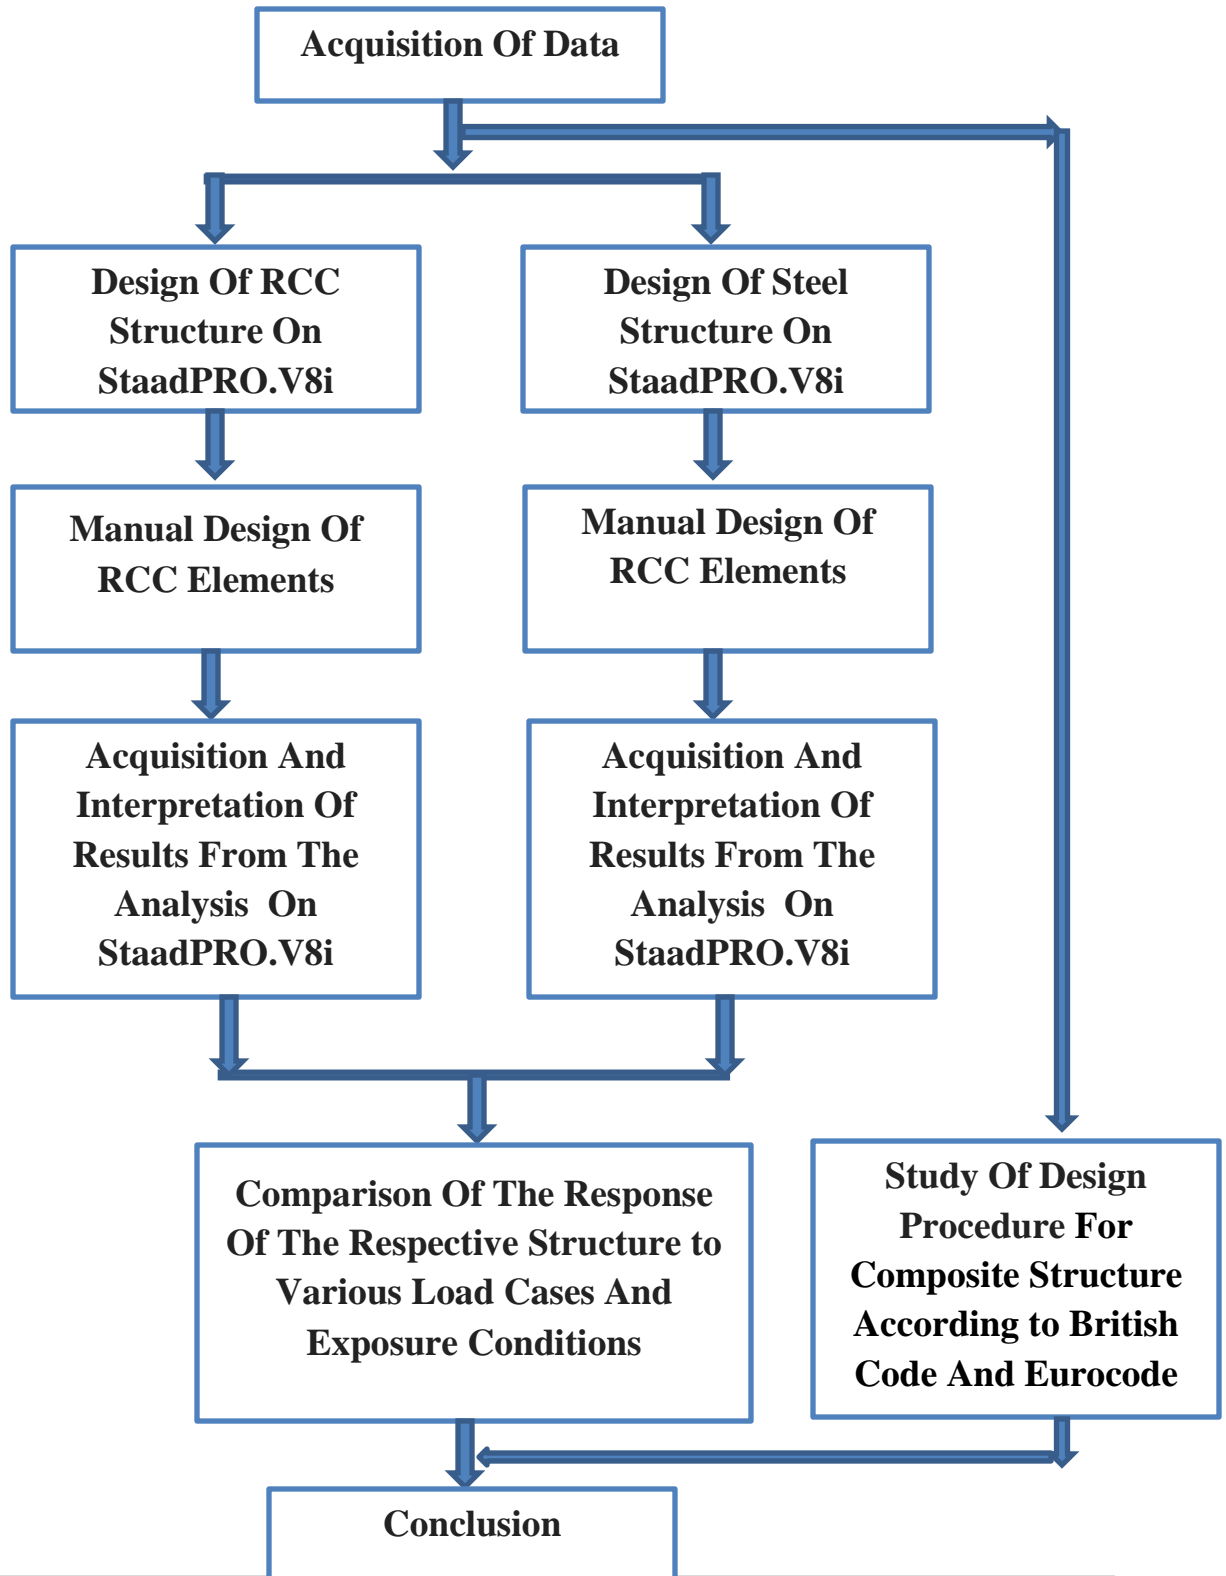 Acquisition Of Data
Design Of RCC
Structure On
StaadPRO.V8i
Design Of Steel
Structure On
StaadPRO.V8i
Manual Design Of
RCC Elements
Manual Design Of
RCC Elements
Acquisition And
Interpretation Of
Results From The
Analysis On
StaadPRO.V8i
Acquisition And
Interpretation Of
Results From The
Analysis On
StaadPRO.V8i
Comparison Of The Response
Of The Respective Structure to
Various Load Cases And
Exposure Conditions
Study Of Design
Procedure For
Composite Structure
According to British
Code And Eurocode
Conclusion